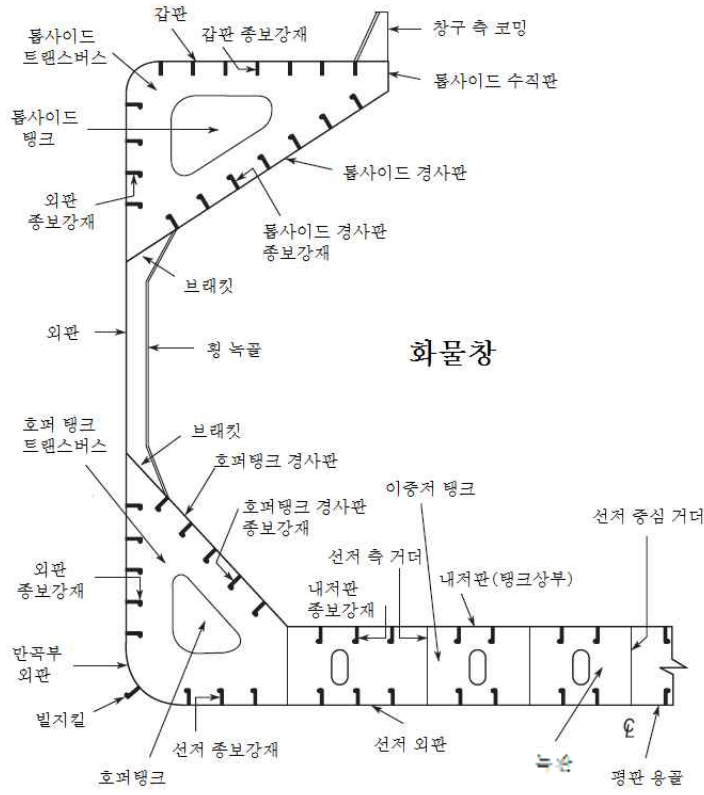 갑판
창구 측 코밍
톱사이드
트랜스버스
갑판 종보강재
톱사이드 수직판
톱사이드
탱크
톱사이드 경사판
외판
종보강재
톱사이드 경사판
종보강재
브래킷
외판
횡 늑골
화물창
호퍼 탱크
트랜스버스
브래킷
호퍼탱크 경사판
이중저 탱크
호퍼탱크 경사판
종보강재
선저 중심 거더
선저 측 거더
외판
종보강재
내저판
종보강재
내저판(탱크상부)
만곡부
외판
빌지킬
선저 종보강재
선저 외판
늑판
호퍼탱크
평판 용골